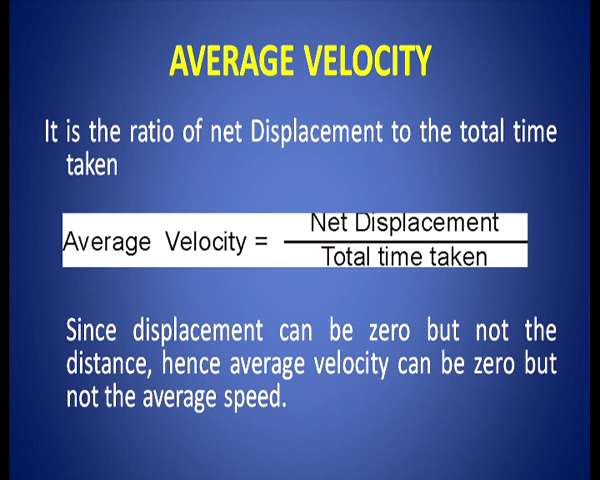 AVERAGE VELOCITY
It is the ratio of net Displacement to the total time
taken
Average Velocity = Net Displacement
Total time taken
Since displacement can be zero but not the
distance, hence average velocity can be zero but
not the average speed.